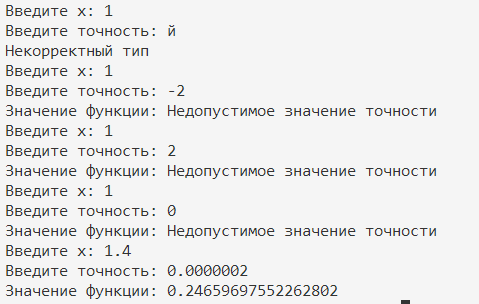 Введите x: 1
Введите точность: й
Некорректный тип
Введите x: 1
Введите точность: -2
Значение функции: Недопустимое значение точности
Введите x: 1
Введите точность: 2
Значение функции: Недопустимое значение точности
Введите x: 1
Введите точность: 0
Значение функции: Недопустимое значение точности
Введите x: 1.4
Введите точность: 0.0000002
Значение функции: 0.24659697552262802